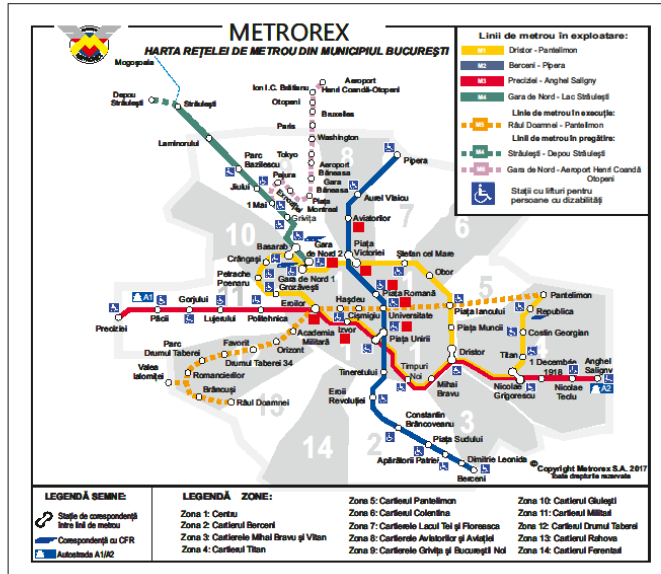 METROREX
HARTA REȚELEI DE METROU DIN MUNICIPIUL BUCUREȘTI
Linii de metrou în exploatare:
M1 Dristor - Pantelimon
M2 Berceni - Pipera
M3 Preciziei - Anghel Saligny
M4 Gara de Nord - Lac Străulești
Linie de metrou în execuție:
M5 Râul Doamnei - Pantelimon
Linii de metrou în pregătire:
M4 Străulești - Depou Străulești
M6 Gara de Nord - Aeroport Henri Coandă
Otopeni
Stații cu lifturi pentru
persoane cu dizabilități
Mogoșoaia
Depou
Străulești
Străulești
Laminorului
Parc
Bazilescu
Jiului
1 Mai
Grivița
Basarab
Gara
de Nord 2
Gara de Nord 1
Crângași
Petrache
Poenaru
Grozăvești
Eroilor
Aeroport
Henri Coandă-Otopeni
Ion I.C. Brătianu
Otopeni
Bruxelles
Paris
Washington
Tokyo
Aeroport
Băneasa
Pajura
Gara
Băneasa
Expoziției
Piața
Montreal
Pipera
Aurel Vlaicu
Aviatorilor
Piața
Victoriei
Ștefan cel Mare
Obor
Piața Romană
Universitate
Piața Unirii
Piața Iancului
Piața Muncii
Dristor
Pantelimon
Republica
Costin Georgian
Titan
1 Decembrie
1918
Nicolae
Grigorescu
Nicolae
Teclu
Anghel
Saligny
A2
A1
Preciziei
Păcii
Gorjului
Lujerului
Politehnica
Hașdeu
Cișmigiu
Izvor
Academia
Militară
Orizont
Favorit
Drumul Taberei 34
Parc
Drumul Taberei
Romancierilor
Valea
Ialomiței
Brâncuși
Râul Doamnei
Timpuri
Noi
Mihai
Bravu
Tineretului
Eroii
Revoluției
Constantin
Brâncoveanu
Piața Sudului
Apărătorii Patriei
Dimitrie Leonida
Berceni
10
8
7
6
5
11
1
1
1
13
14
2
3
©Copyright Metrorex S.A. 2017
Toate drepturile rezervate
LEGENDĂ SEMNE:
Stație de corespondență
între linii de metrou
Corespondență cu CFR
Autostrada A1/A2
LEGENDĂ ZONE:
Zona 1: Centru
Zona 2: Cartierul Berceni
Zona 3: Cartierele Mihai Bravu și Vitan
Zona 4: Cartierul Titan
Zona 5: Cartierul Pantelimon
Zona 6: Cartierul Colentina
Zona 7: Cartierele Lacul Tei și Floreasca
Zona 8: Cartierele Aviatorilor și Aviației
Zona 9: Cartierele Grivița și Bucureștii Noi
Zona 10: Cartierul Giulești
Zona 11: Cartierul Militari
Zona 12: Cartierul Drumul Taberei
Zona 13: Cartierul Rahova
Zona 14: Cartierul Ferentari